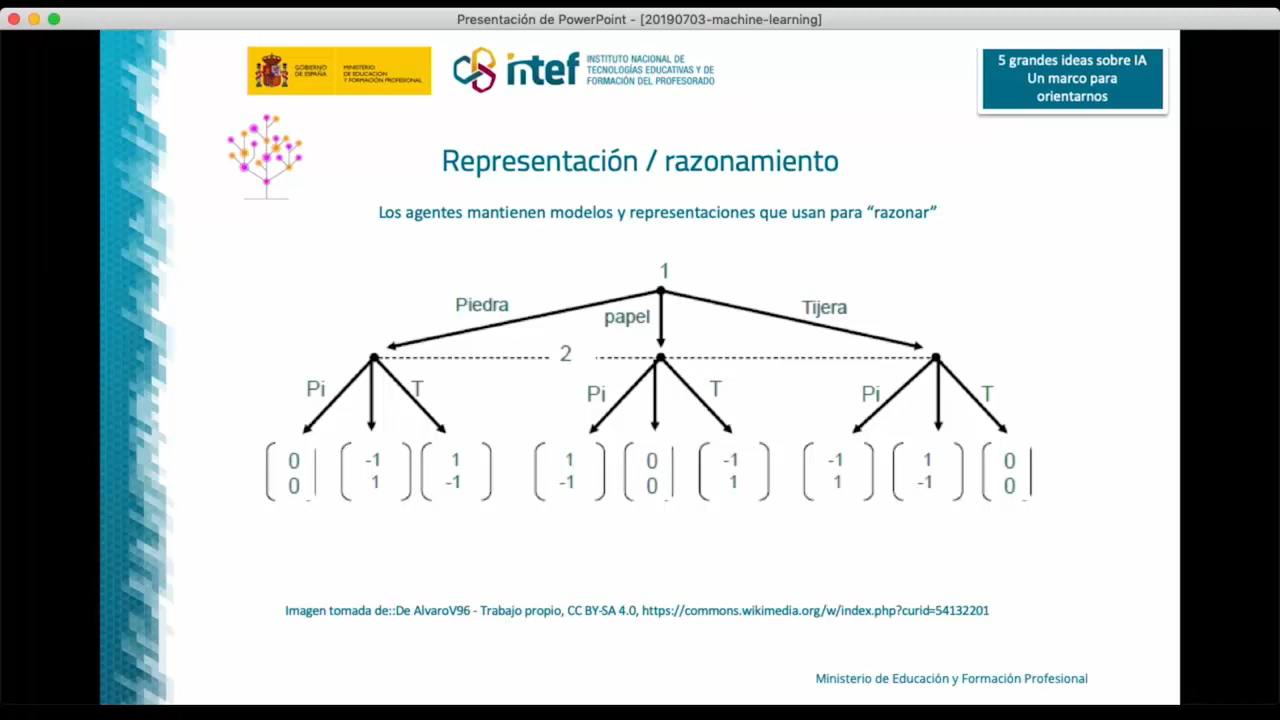 Presentación de PowerPoint - [20190703-machine-learning]
GOBIERNO
DE ESPAÑA
MINISTERIO
DE EDUCACIÓN
Y FORMACIÓN PROFESIONAL
intef
INSTITUTO NACIONAL DE
TECNOLOGÍAS EDUCATIVAS Y DE
FORMACIÓN DEL PROFESORADO
5 grandes ideas sobre IA
Un marco para
orientarnos
Representación / razonamiento
Los agentes mantienen modelos y representaciones que usan para “razonar”
1
Piedra
papel
Tijera
2
Pi T Pi T Pi T
0 -1 1 1 0 -1 -1 1 0
0 1 -1 -1 0 1 1 -1 0
Imagen tomada de::De AlvaroV96 - Trabajo propio, CC BY-SA 4.0, https://commons.wikimedia.org/w/index.php?curid=54132201
Ministerio de Educación y Formación Profesional